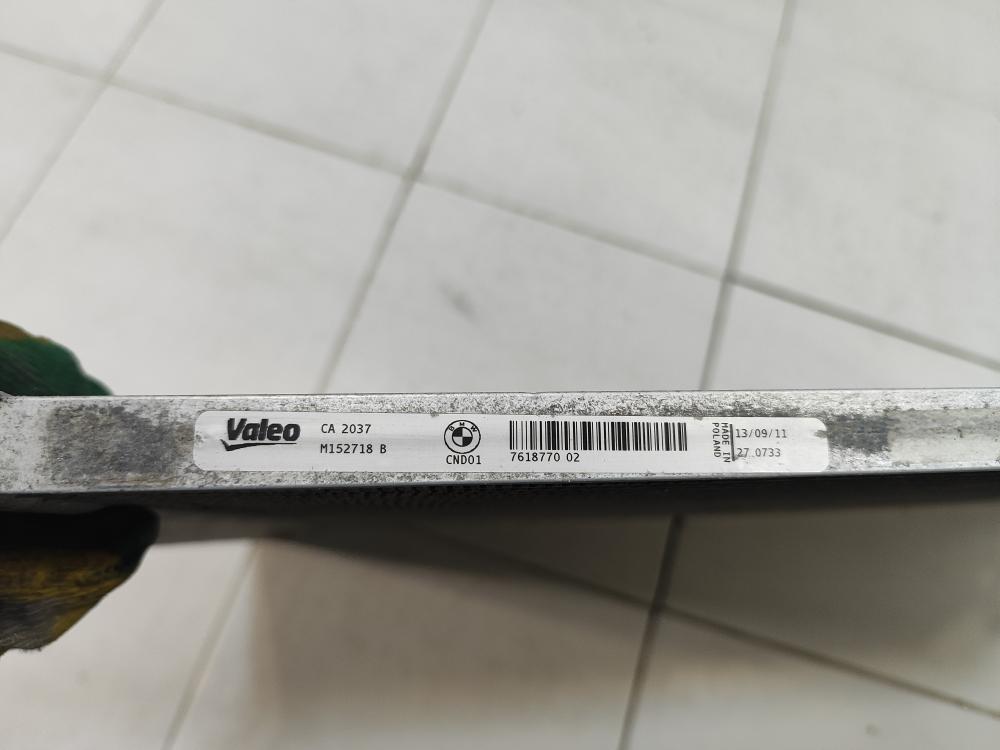 Valeo
CA 2037
M152718 B
BMW
CND01
7618770 02
MADE IN
POLAND
13/09/11
27.0733